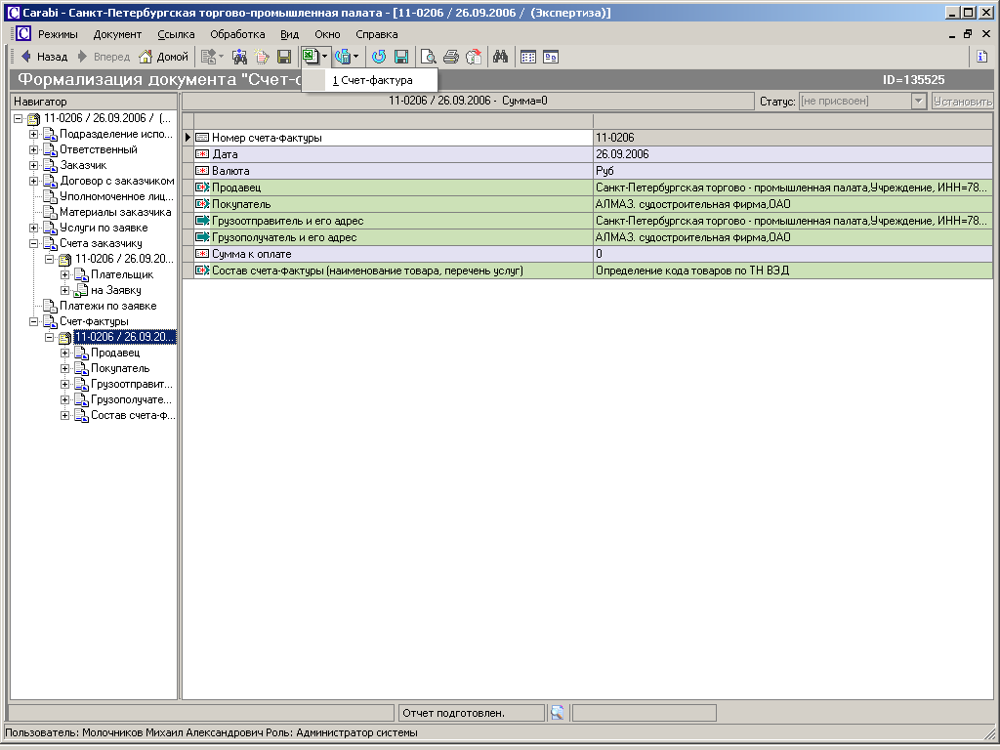 Carabi - Санкт-Петербургская торгово-промышленная палата - [11-0206 / 26.09.2006 / (Экспертиза)]
Режимы Документ Ссылка Обработка Вид Окно Справка
Назад Вперед Домой
1 Счет-фактура
Формализация документа "Счет-ф ID=135525
Навигатор
11-0206 / 26.09.2006 - Сумма=0
Статус: [не присвоен] Установить
11-0206 / 26.09.2006 / (...
Подразделение испо...
Ответственный
Заказчик
Договор с заказчиком
Уполномоченное лиц...
Материалы заказчика
Услуги по заявке
Счета заказчику
11-0206 / 26.09.20...
Плательщик
на Заявку
Платежи по заявке
Счет-фактуры
11-0206 / 26.09.20...
Продавец
Покупатель
Грузоотправит...
Грузополучате...
Состав счета-ф...
Номер счета-фактуры 11-0206
Дата 26.09.2006
Валюта Руб
Продавец Санкт-Петербургская торгово - промышленная палата,Учреждение, ИНН=78...
Покупатель АЛМАЗ. судостроительная фирма,ОАО
Грузоотправитель и его адрес Санкт-Петербургская торгово - промышленная палата,Учреждение, ИНН=78...
Грузополучатель и его адрес АЛМАЗ. судостроительная фирма,ОАО
Сумма к оплате 0
Состав счета-фактуры (наименование товара, перечень услуг) Определение кода товаров по ТН ВЭД
Отчет подготовлен.
Пользователь: Молочников Михаил Александрович Роль: Администратор системы